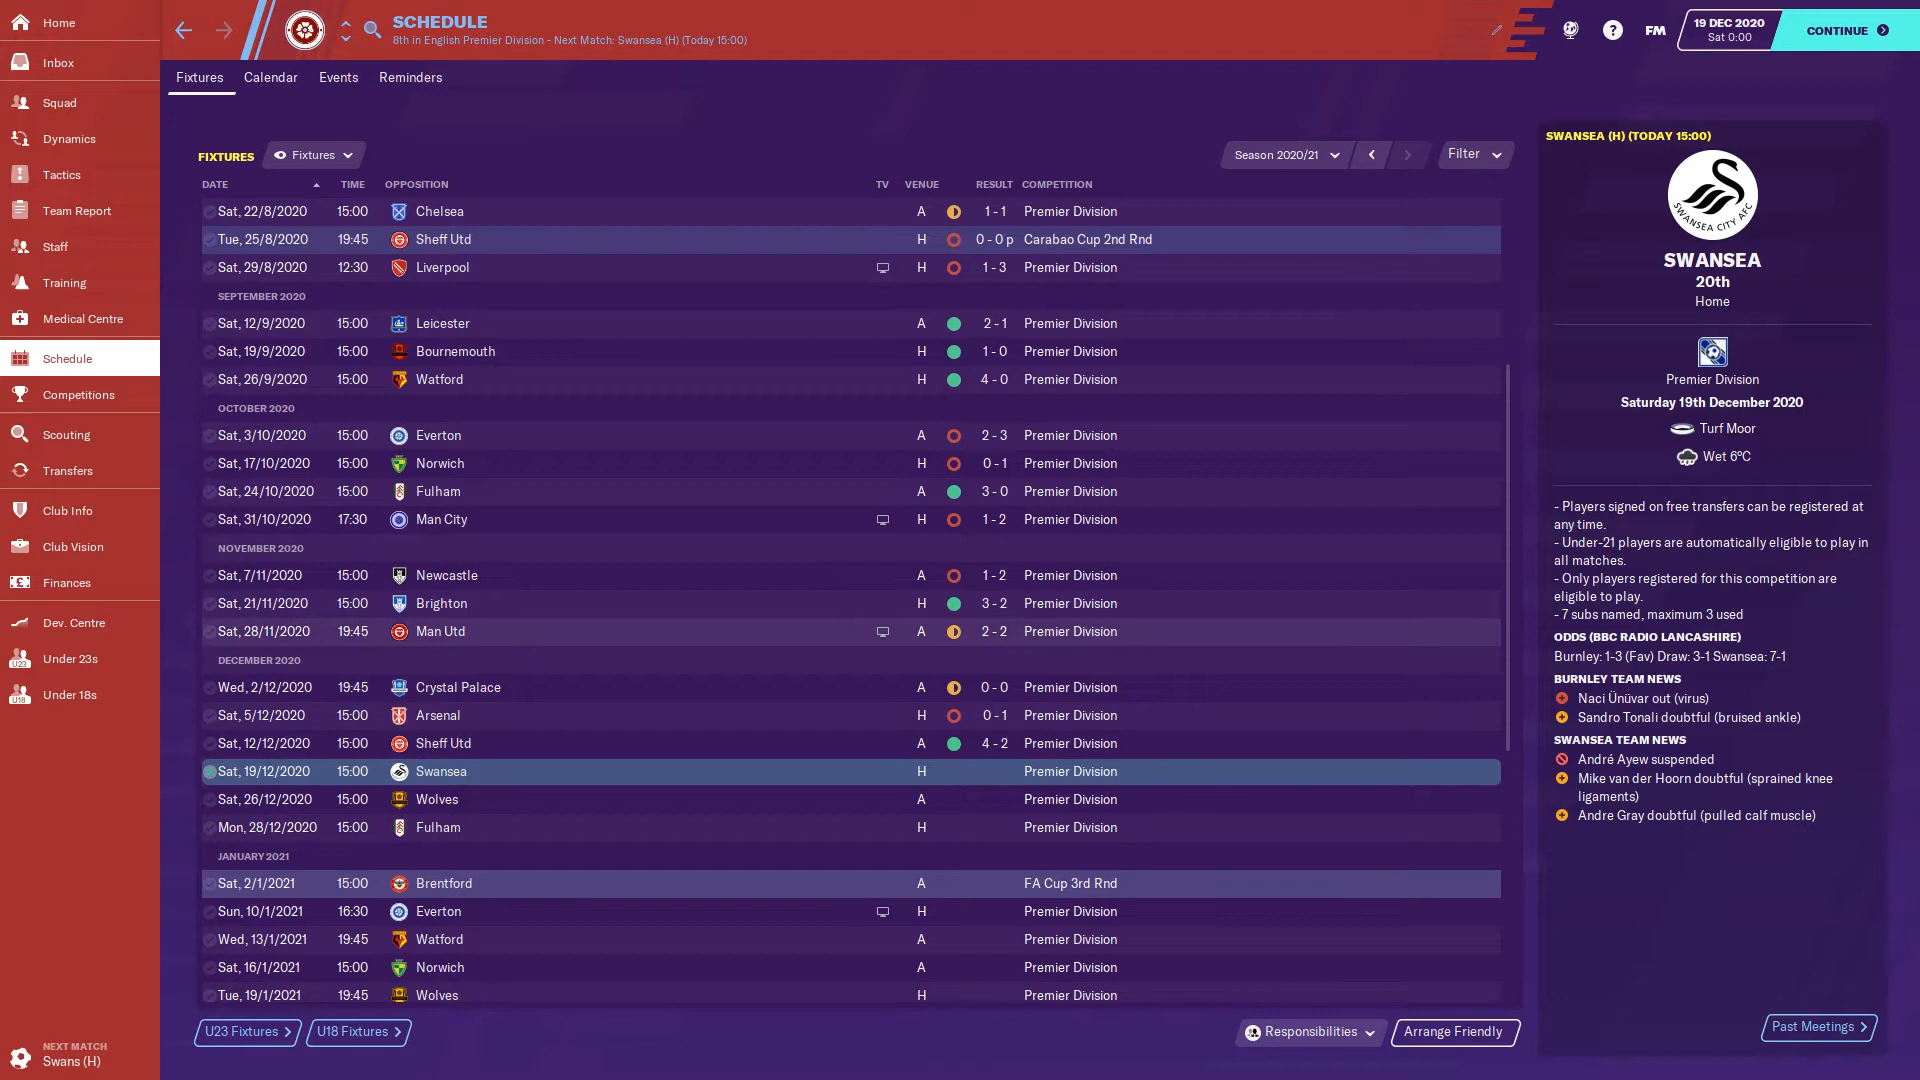 Home
Inbox
Squad
Dynamics
Tactics
Team Report
Staff
Training
Medical Centre
Schedule
Competitions
Scouting
Transfers
Club Info
Club Vision
Finances
Dev. Centre
U23
Under 23s
U18
Under 18s
NEXT MATCH
Swans (H)
SCHEDULE
8th in English Premier Division - Next Match: Swansea (H) (Today 15:00)
?
FM
19 DEC 2020
Sat 0:00
CONTINUE
Fixtures Calendar Events Reminders
FIXTURES Fixtures Season 2020/21 Filter
DATE TIME OPPOSITION TV VENUE RESULT COMPETITION
Sat, 22/8/2020 15:00 Chelsea A 1 - 1 Premier Division
Tue, 25/8/2020 19:45 Sheff Utd H 0 - 0 p Carabao Cup 2nd Rnd
Sat, 29/8/2020 12:30 Liverpool H 1 - 3 Premier Division
SEPTEMBER 2020
Sat, 12/9/2020 15:00 Leicester A 2 - 1 Premier Division
Sat, 19/9/2020 15:00 Bournemouth H 1 - 0 Premier Division
Sat, 26/9/2020 15:00 Watford H 4 - 0 Premier Division
OCTOBER 2020
Sat, 3/10/2020 15:00 Everton A 2 - 3 Premier Division
Sat, 17/10/2020 15:00 Norwich H 0 - 1 Premier Division
Sat, 24/10/2020 15:00 Fulham A 3 - 0 Premier Division
Sat, 31/10/2020 17:30 Man City H 1 - 2 Premier Division
NOVEMBER 2020
Sat, 7/11/2020 15:00 Newcastle A 1 - 2 Premier Division
Sat, 21/11/2020 15:00 Brighton H 3 - 2 Premier Division
Sat, 28/11/2020 19:45 Man Utd A 2 - 2 Premier Division
DECEMBER 2020
Wed, 2/12/2020 19:45 Crystal Palace A 0 - 0 Premier Division
Sat, 5/12/2020 15:00 Arsenal H 0 - 1 Premier Division
Sat, 12/12/2020 15:00 Sheff Utd A 4 - 2 Premier Division
Sat, 19/12/2020 15:00 Swansea H Premier Division
Sat, 26/12/2020 15:00 Wolves A Premier Division
Mon, 28/12/2020 15:00 Fulham H Premier Division
JANUARY 2021
Sat, 2/1/2021 15:00 Brentford A FA Cup 3rd Rnd
Sun, 10/1/2021 16:30 Everton H Premier Division
Wed, 13/1/2021 19:45 Watford A Premier Division
Sat, 16/1/2021 15:00 Norwich A Premier Division
Tue, 19/1/2021 19:45 Wolves H Premier Division
U23 Fixtures U18 Fixtures Responsibilities Arrange Friendly
SWANSEA (H) (TODAY 15:00)
SWANSEA CITY AFC
SWANSEA
20th
Home
Premier Division
Saturday 19th December 2020
Turf Moor
Wet 6°C
- Players signed on free transfers can be registered at
any time.
- Under-21 players are automatically eligible to play in
all matches.
- Only players registered for this competition are
eligible to play.
- 7 subs named, maximum 3 used
ODDS (BBC RADIO LANCASHIRE)
Burnley: 1-3 (Fav) Draw: 3-1 Swansea: 7-1
BURNLEY TEAM NEWS
Naci Ünüvar out (virus)
Sandro Tonali doubtful (bruised ankle)
SWANSEA TEAM NEWS
André Ayew suspended
Mike van der Hoorn doubtful (sprained knee
ligaments)
Andre Gray doubtful (pulled calf muscle)
Past Meetings